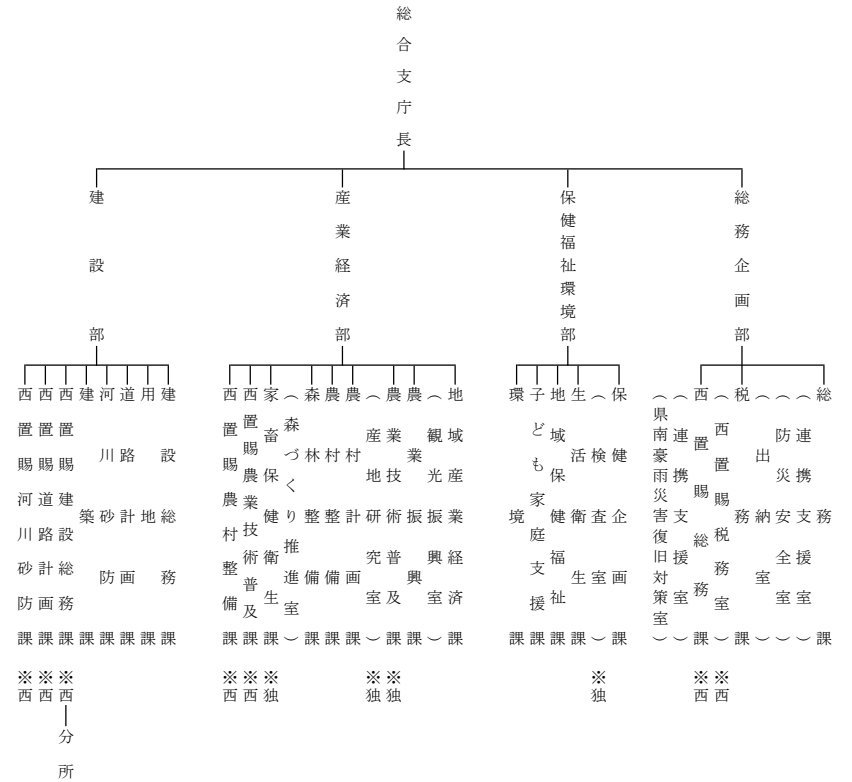 総合支庁長
総務企画部
総務課
（連携支援室）
（防災安全室）
（出納室）
税務課
（西置賜税務室） ※西
西置賜総務課 ※西
（連携支援室）
（県南豪雨災害復旧対策室）
保健福祉環境部
保健企画課
（検査室） ※独
生活衛生課
地域保健福祉課
子ども家庭支援課
環境課
産業経済部
地域産業経済課
（観光振興室）
農業振興課
農業技術普及課 ※独
（産地研究室） ※独
農村計画課
農村整備課
森林整備課
（森づくり推進室）
家畜保健衛生課 ※独
西置賜農業技術普及課 ※西
西置賜農村整備課 ※西
建設部
建設総務課
用地課
道路計画課
河川砂防課
建築課
西置賜建設総務課 ※西
分所
西置賜道路計画課 ※西
西置賜河川砂防課 ※西